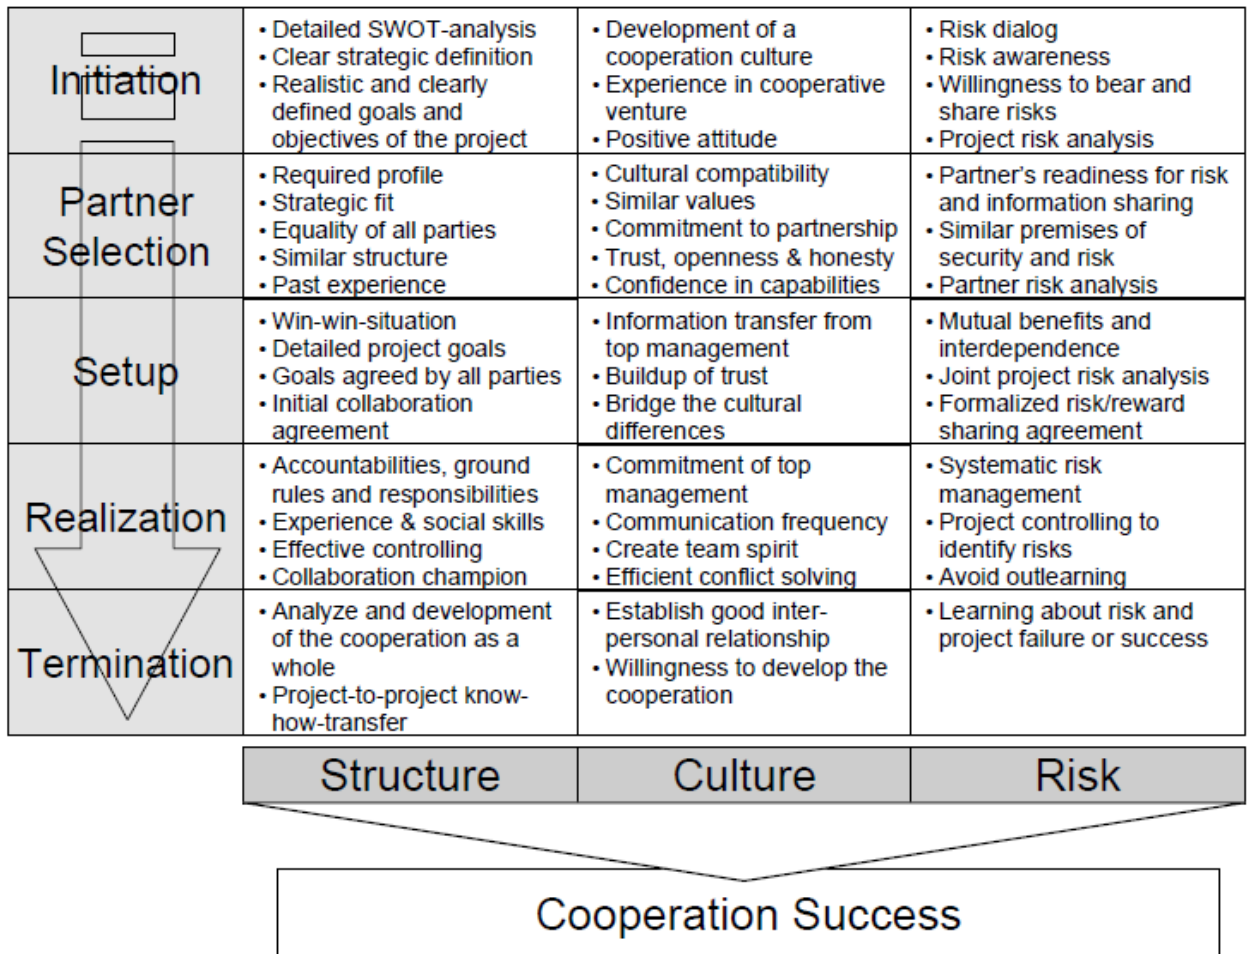 Initiation
• Detailed SWOT-analysis
• Clear strategic definition
• Realistic and clearly
defined goals and
objectives of the project
• Development of a
cooperation culture
• Experience in cooperative
venture
• Positive attitude
• Risk dialog
• Risk awareness
• Willingness to bear and
share risks
• Project risk analysis
Partner
Selection
• Required profile
• Strategic fit
• Equality of all parties
• Similar structure
• Past experience
• Cultural compatibility
• Similar values
• Commitment to partnership
• Trust, openness & honesty
• Confidence in capabilities
• Partner's readiness for risk
and information sharing
• Similar premises of
security and risk
• Partner risk analysis
Setup
• Win-win-situation
• Detailed project goals
• Goals agreed by all parties
• Initial collaboration
agreement
• Information transfer from
top management
• Buildup of trust
• Bridge the cultural
differences
• Mutual benefits and
interdependence
• Joint project risk analysis
• Formalized risk/reward
sharing agreement
Realization
• Accountabilities, ground
rules and responsibilities
• Experience & social skills
• Effective controlling
• Collaboration champion
• Commitment of top
management
• Communication frequency
• Create team spirit
• Efficient conflict solving
• Systematic risk
management
• Project controlling to
identify risks
• Avoid outlearning
Termination
• Analyze and development
of the cooperation as a
whole
• Project-to-project know-
how-transfer
• Establish good inter-
personal relationship
• Willingness to develop the
cooperation
• Learning about risk and
project failure or success
Structure
Culture
Risk
Cooperation Success